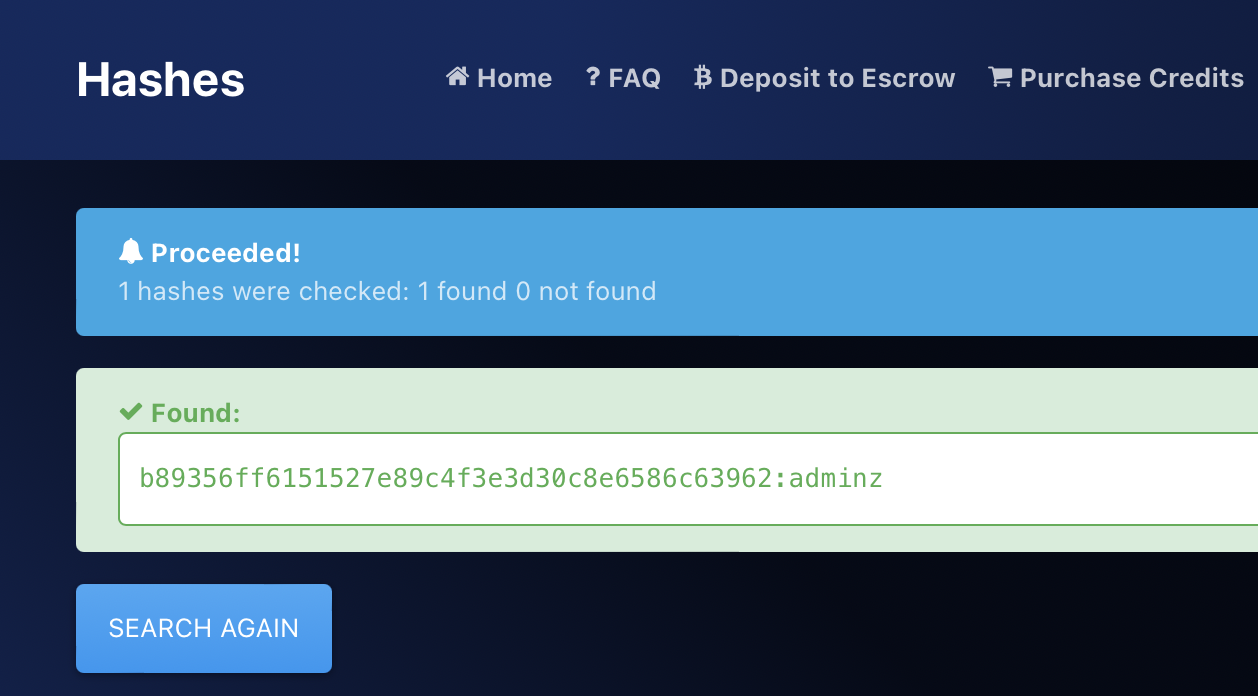 Hashes
Home ? FAQ Deposit to Escrow Purchase Credits
Proceeded!
1 hashes were checked: 1 found 0 not found
Found:
b89356ff6151527e89c4f3e3d30c8e6586c63962:adminz
SEARCH AGAIN